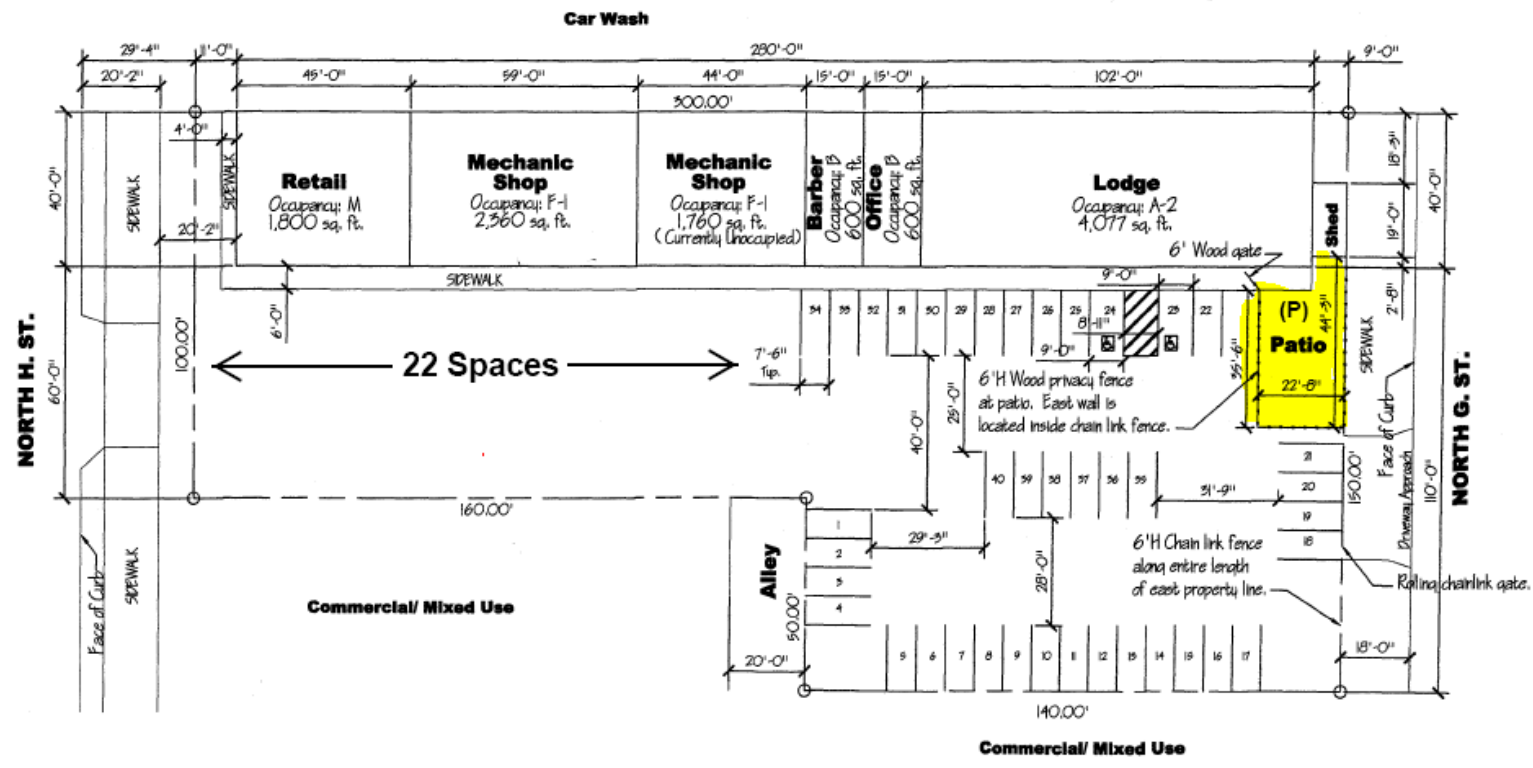 Car Wash
29'-4"
11'-0"
280'-0"
9'-0"
20'-2"
45'-0"
59'-0"
44'-0"
15'-0"
15'-0"
102'-0"
300.00'
4'-0"
40'-0"
SIDEWALK
SIDEWALK
20'-2"
Retail
Occupancy: M
1,800 sq. ft.
Mechanic
Shop
Occupancy: F-1
2,360 sq. ft.
Mechanic
Shop
Occupancy: F-1
1,760 sq. ft.
(Currently Unoccupied)
Barber
Occupancy: B
600 sq. ft.
Office
Occupancy: B
600 sq. ft.
Lodge
Occupancy: A-2
4,077 sq. ft.
Shed
18'-3"
19'-0"
40'-0"
2'-8"
6' Wood gate
SIDEWALK
9'-0"
6'-0"
34
33
32
31
30
29
28
27
26
25
24
23
22
8'-11"
9'-0"
(P)
Patio
44'-3"
35'-6"
22'-8"
SIDEWALK
Face of Curb
NORTH H. ST.
60'-0"
100.00'
22 Spaces
7'-6"
Typ.
40'-0"
25'-0"
6'H Wood privacy fence
at patio. East wall is
located inside chain link fence.
NORTH G. ST.
110'-0"
150.00'
Driveway Approach
21
20
19
18
40
39
38
37
36
35
31'-9"
160.00'
Alley
50.00'
1
2
3
4
29'-3"
28'-0"
6'H Chain link fence
along entire length
of east property line.
Rolling chainlink gate.
Face of Curb
SIDEWALK
Commercial/ Mixed Use
20'-0"
5
6
7
8
9
10
11
12
13
14
15
16
17
18'-0"
140.00'
Commercial/ Mixed Use